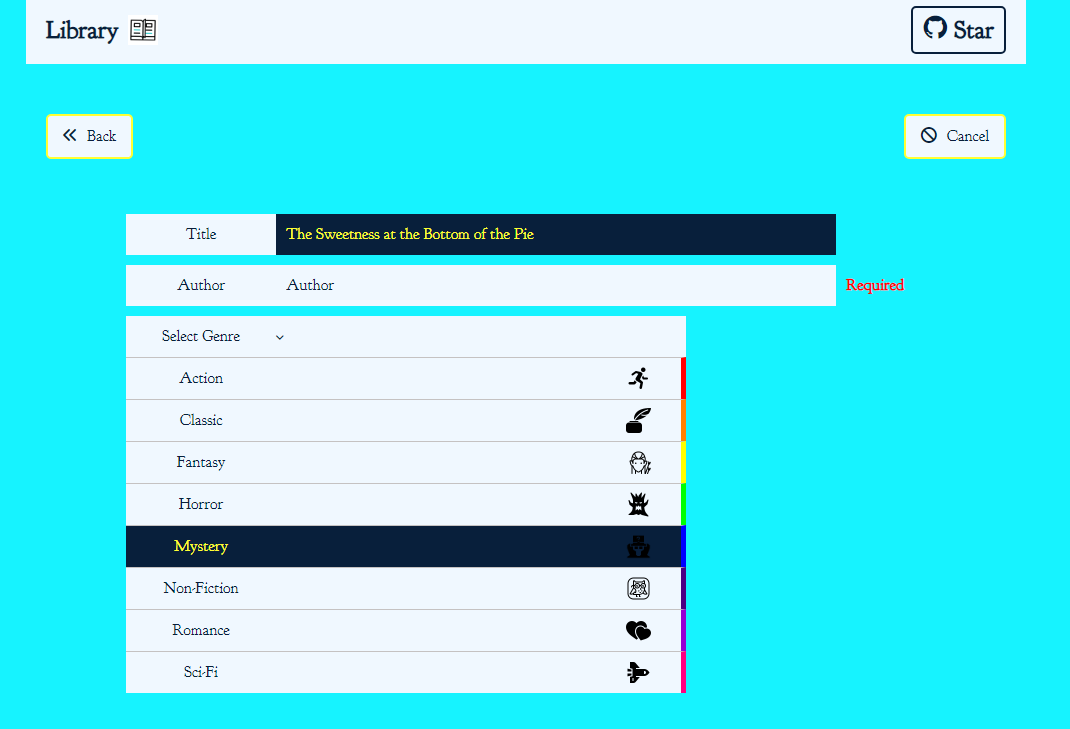 Library
Star
Back
Cancel
Title
The Sweetness at the Bottom of the Pie
Author
Author
Required
Select Genre
Action
Classic
Fantasy
Horror
Mystery
Non-Fiction
Romance
Sci-Fi